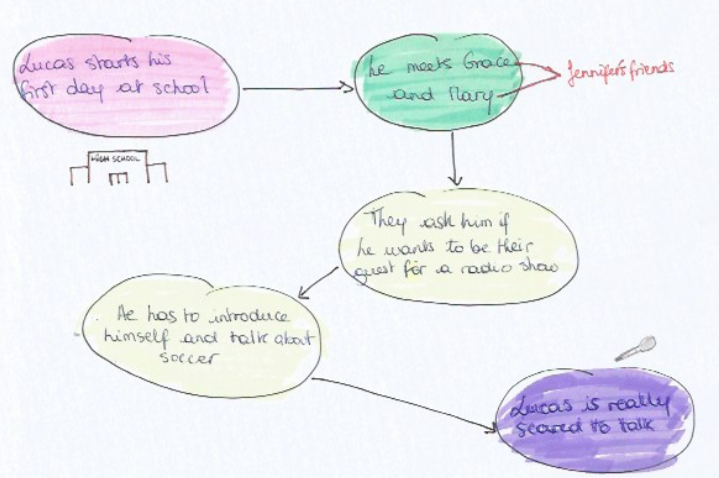 Lucas starts his
first day at school
he meets Grace
and Mary
Jennifer's friends
HIGH SCHOOL
They ask him if
he wants to be their
guest for a radio show
He has to introduce
himself and talk about
soccer
Lucas is really
scared to talk